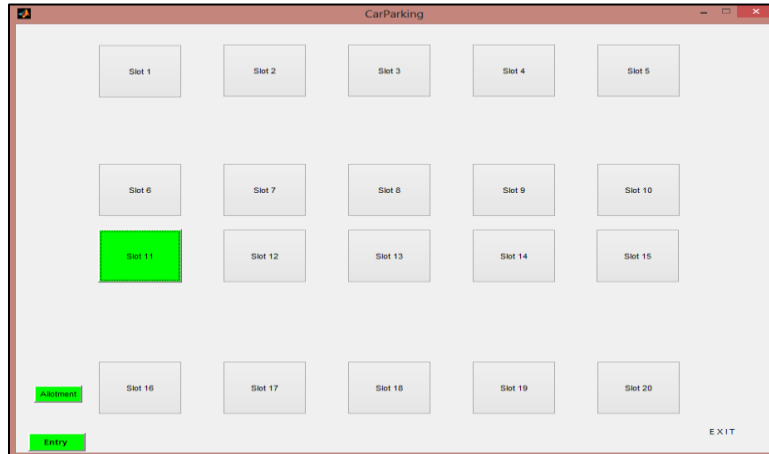 CarParking
Slot 1 Slot 2 Slot 3 Slot 4 Slot 5
Slot 6 Slot 7 Slot 8 Slot 9 Slot 10
Slot 11 Slot 12 Slot 13 Slot 14 Slot 15
Slot 16 Slot 17 Slot 18 Slot 19 Slot 20
Allotment
EXIT
Entry